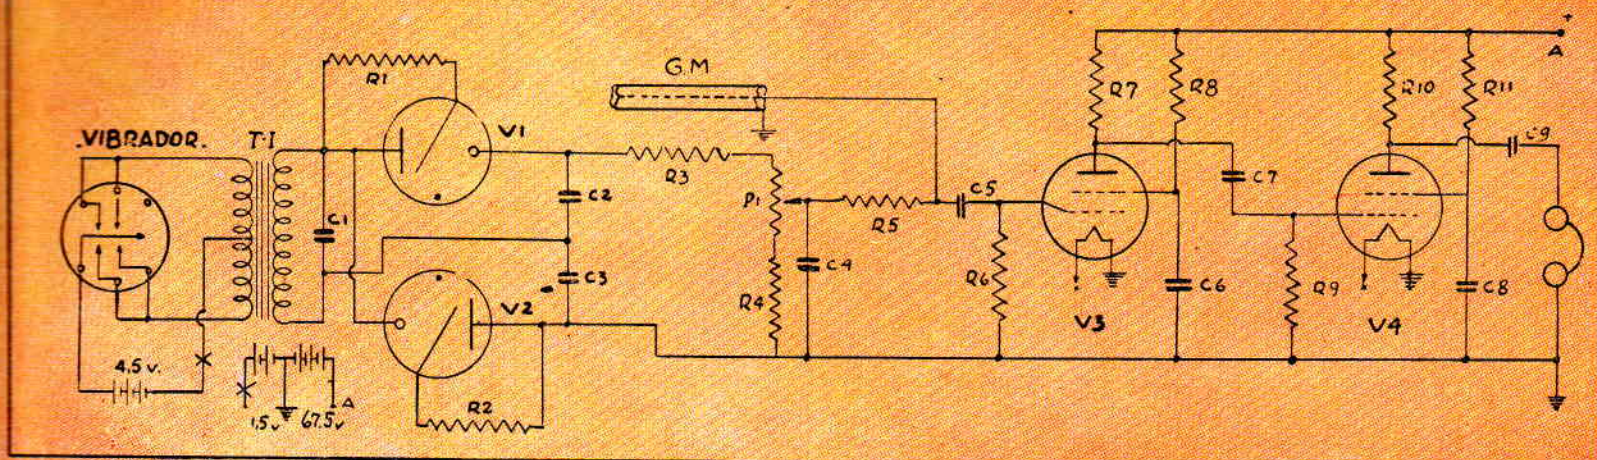 .VIBRADOR.
T-I
R1
V1
G.M
C1
C2
R3
P1
R5
C5
C3
C4
R4
R6
V2
R2
4,5 v.
1,5 v
67.5 v
A
R7
R8
C7
C6
V3
R9
R10
R11
C9
C8
V4
+
A